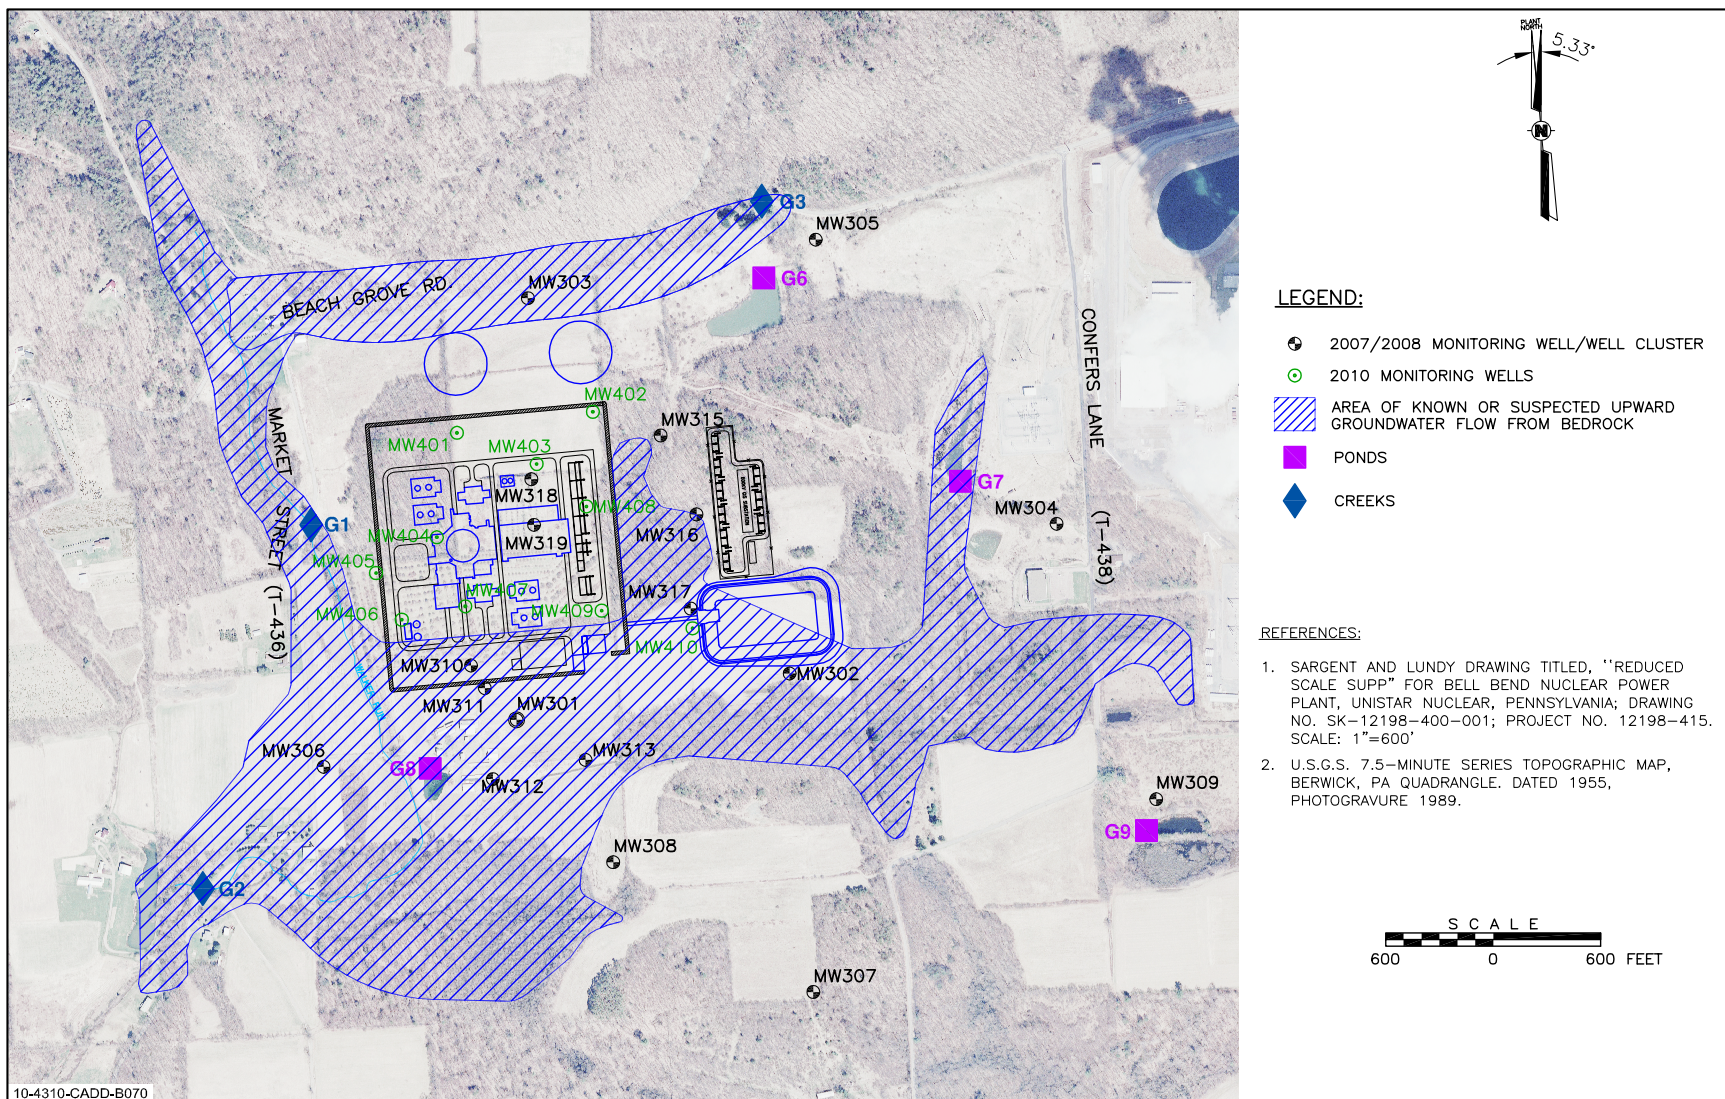 PLANT
NORTH
5.33°
N
G3
MW305
G6
BEACH GROVE RD.
MW303
CONFERS LANE
(T-438)
MW402
MW401
MW403
MW315
MARKET STREET
(T-436)
MW318
MW408
MW316
G7
MW304
G1
MW404
MW319
MW405
MW407
MW317
MW406
MW409
MW410
MW310
MW302
MW311
MW301
MW306
MW313
G8
MW312
MW309
G9
MW308
G2
MW307
LEGEND:
2007/2008 MONITORING WELL/WELL CLUSTER
2010 MONITORING WELLS
AREA OF KNOWN OR SUSPECTED UPWARD
GROUNDWATER FLOW FROM BEDROCK
PONDS
CREEKS
REFERENCES:
1. SARGENT AND LUNDY DRAWING TITLED, ''REDUCED
SCALE SUPP" FOR BELL BEND NUCLEAR POWER
PLANT, UNISTAR NUCLEAR, PENNSYLVANIA; DRAWING
NO. SK-12198-400-001; PROJECT NO. 12198-415.
SCALE: 1"=600'
2. U.S.G.S. 7.5-MINUTE SERIES TOPOGRAPHIC MAP,
BERWICK, PA QUADRANGLE. DATED 1955,
PHOTOGRAVURE 1989.
SCALE
600 0 600 FEET
10-4310-CADD-B070